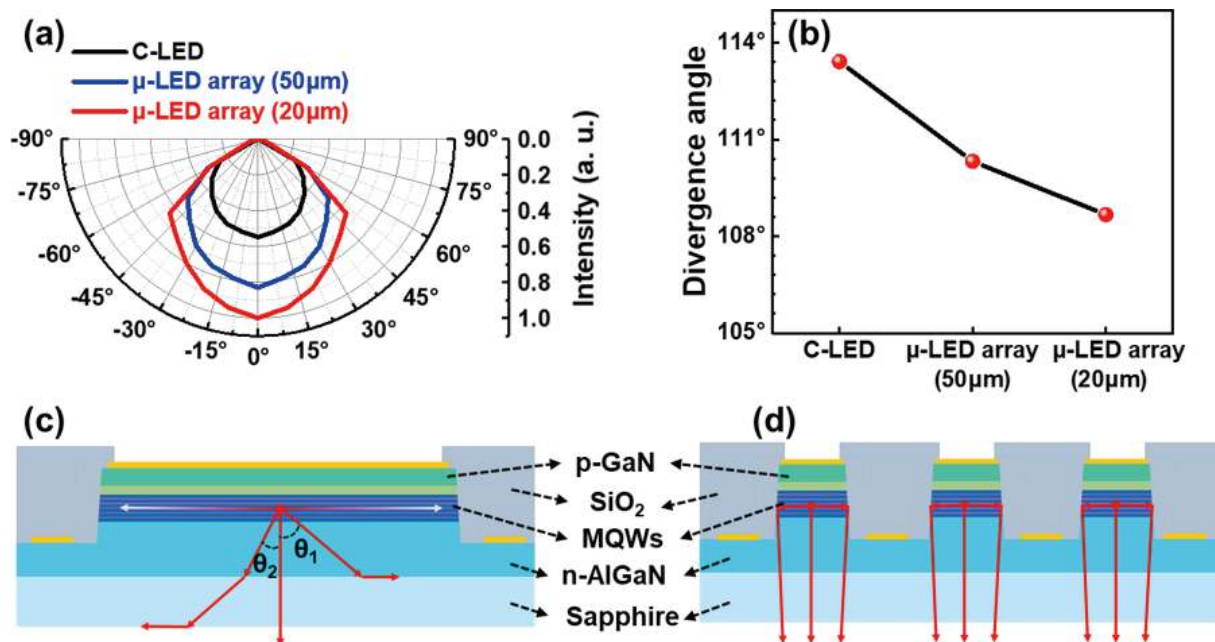 (a)
C-LED
μ-LED array (50μm)
μ-LED array (20μm)
-90°
-75°
-60°
-45°
-30°
-15°
0°
15°
30°
45°
60°
75°
90°
0.0
0.2
0.4
0.6
0.8
1.0
Intensity (a. u.)
(b)
Divergence angle
114°
111°
108°
105°
C-LED
μ-LED array
(50μm)
μ-LED array
(20μm)
(c)
(d)
p-GaN
SiO2
MQWs
n-AlGaN
Sapphire
θ1
θ2